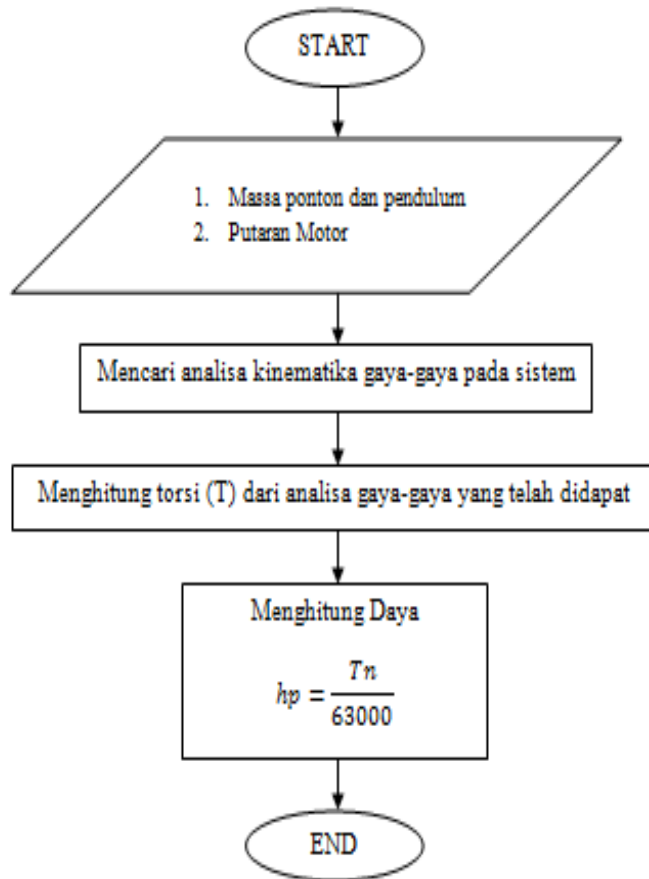 START
1. Massa ponton dan pendulum
2. Putaran Motor
Mencari analisa kinematika gaya-gaya pada sistem
Menghitung torsi (T) dari analisa gaya-gaya yang telah didapat
Menghitung Daya
hp = Tn / 63000
END